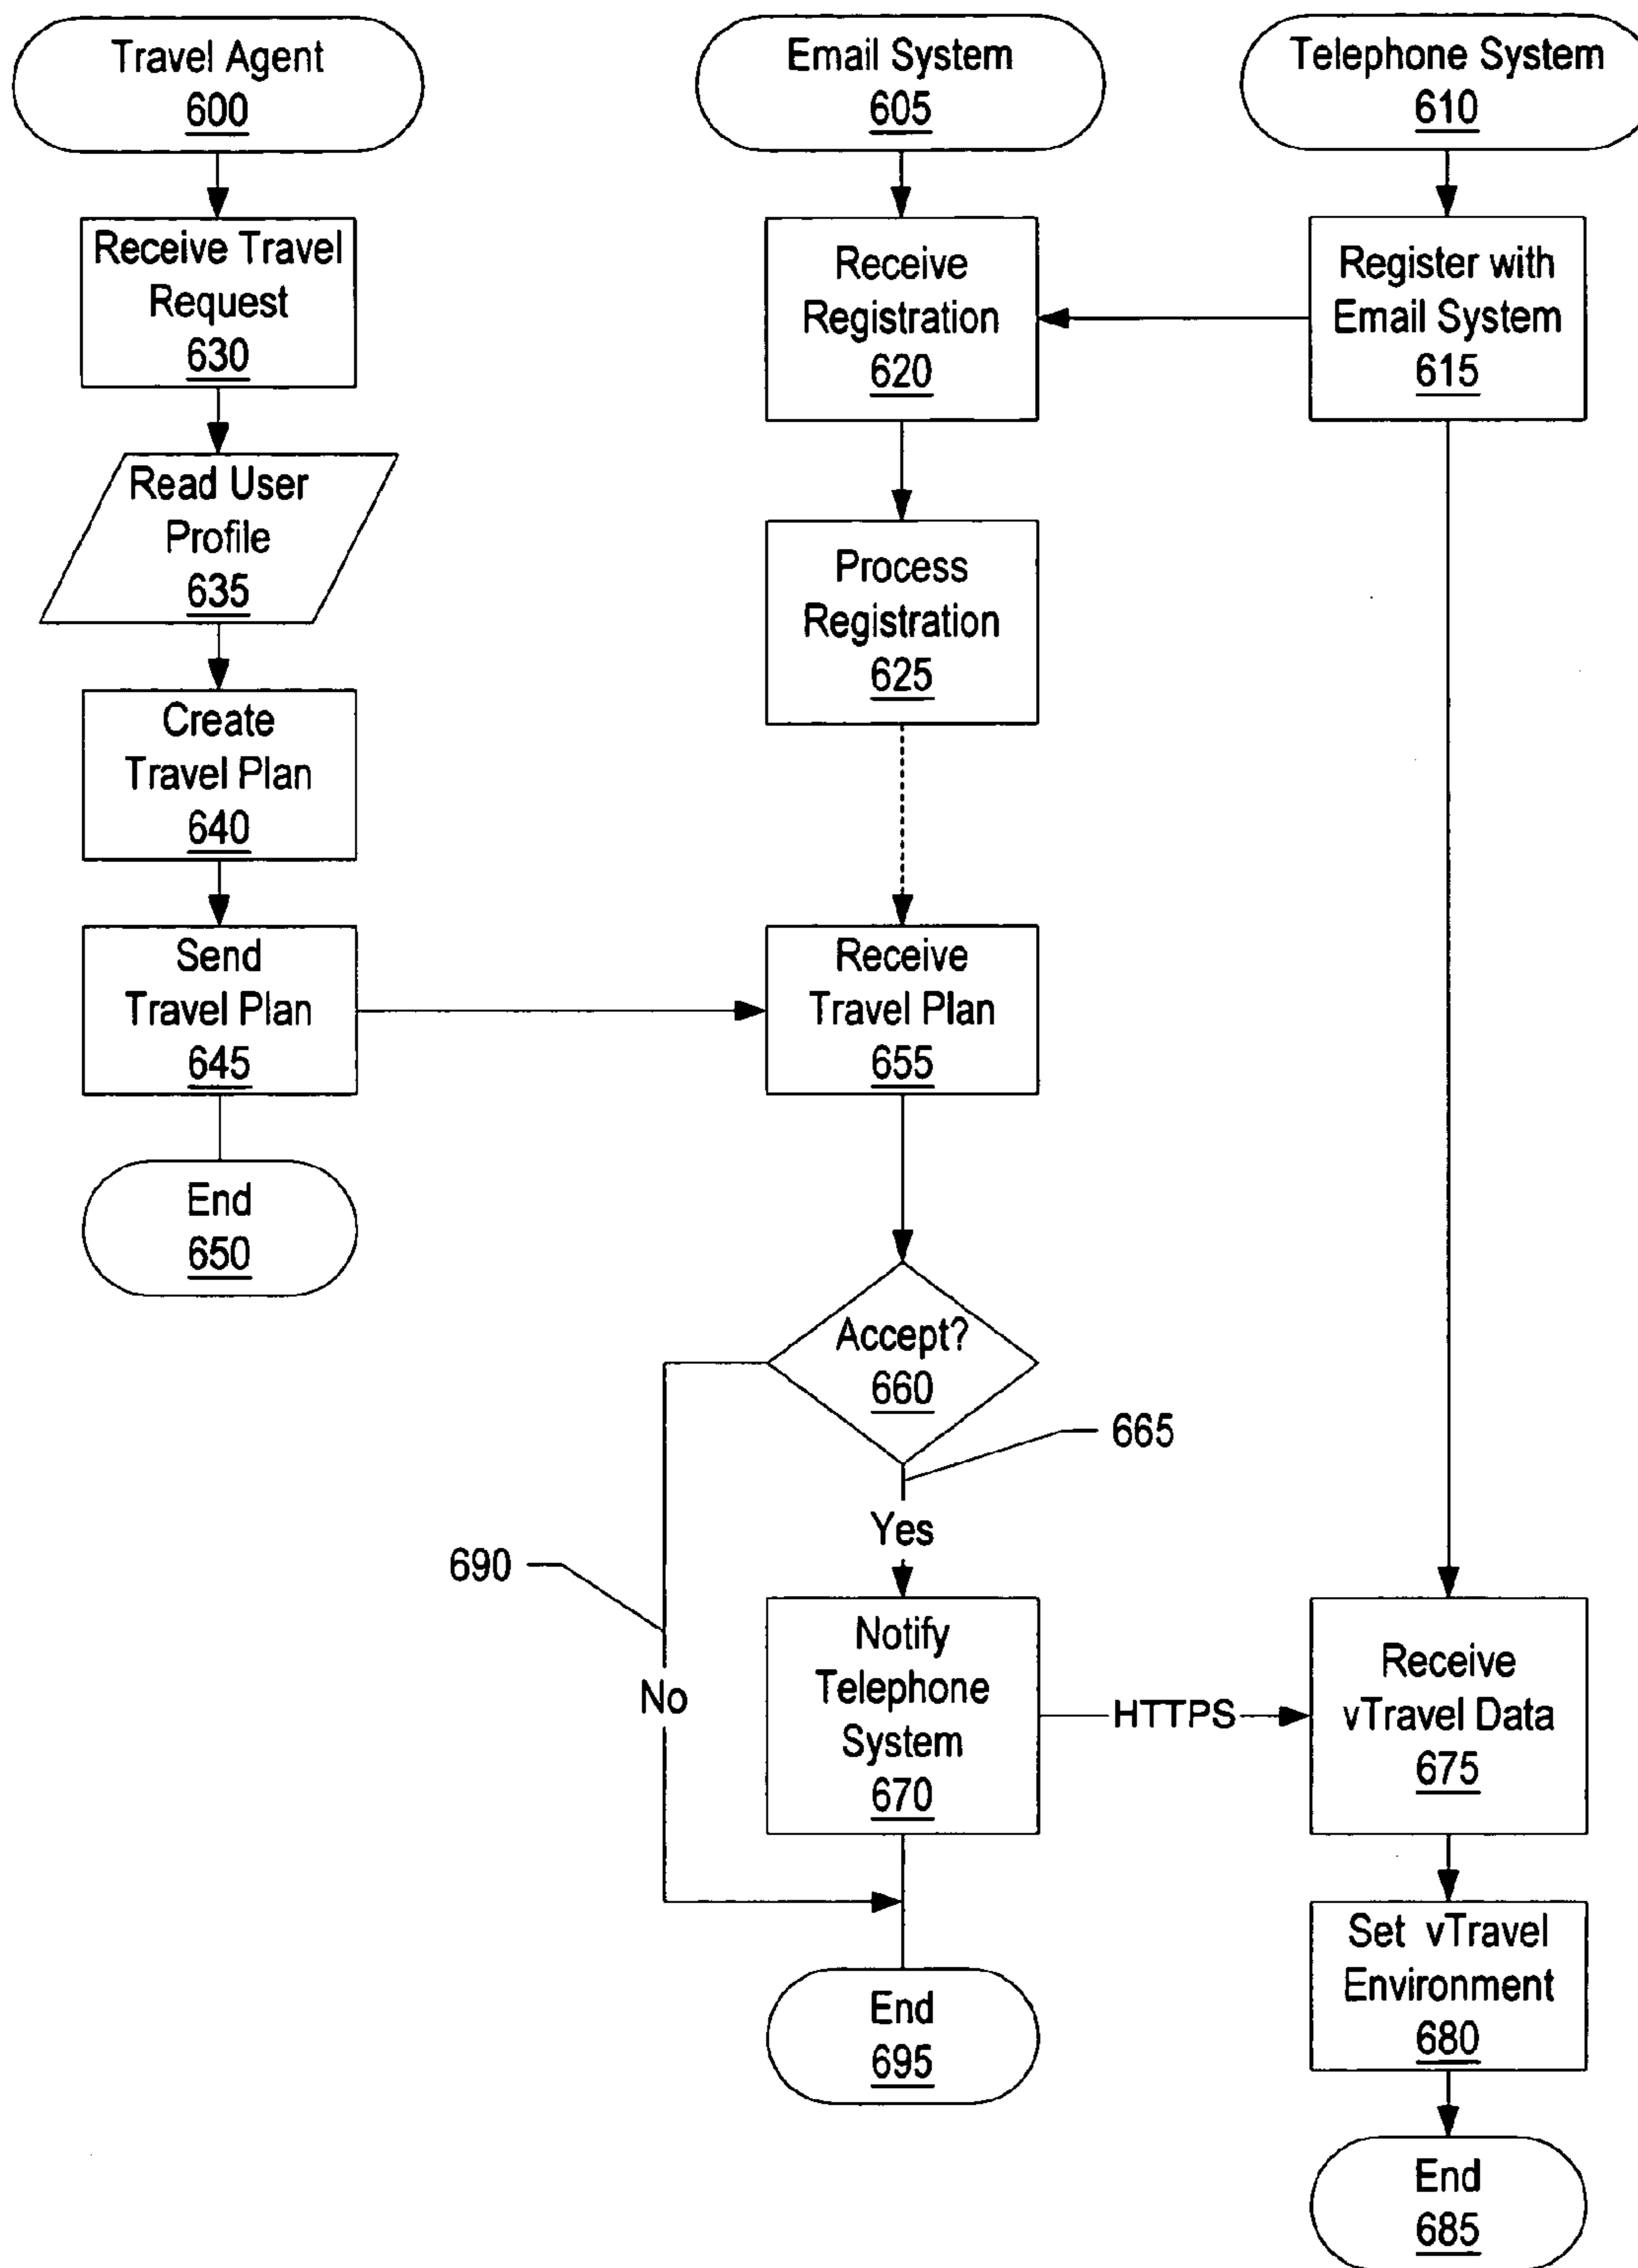 Travel Agent
600
Email System
605
Telephone System
610
Receive Travel
Request
630
Receive
Registration
620
Register with
Email System
615
Read User
Profile
635
Process
Registration
625
Create
Travel Plan
640
Send
Travel Plan
645
Receive
Travel Plan
655
End
650
Accept?
660
665
Yes
690
No
Notify
Telephone
System
670
HTTPS
Receive
vTravel Data
675
Set vTravel
Environment
680
End
695
End
685